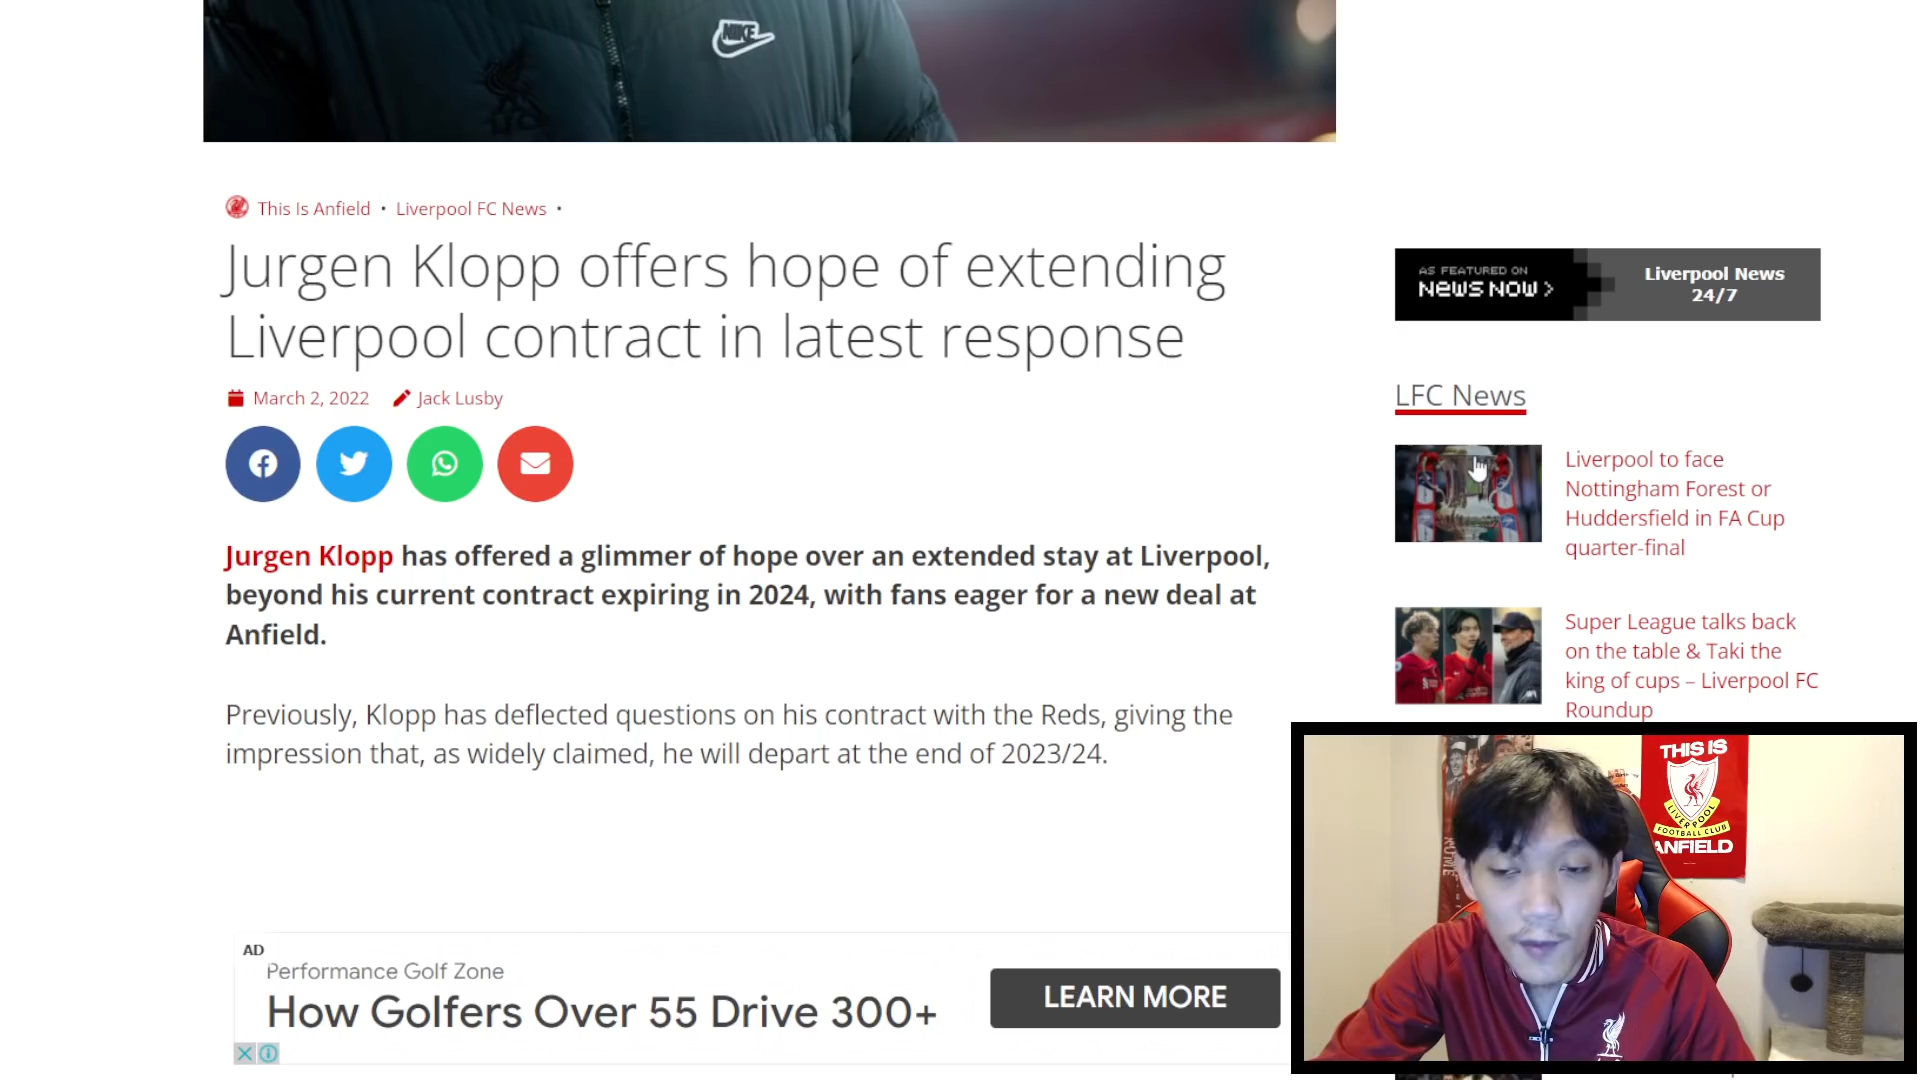 NIKE
This Is Anfield • Liverpool FC News •
Jurgen Klopp offers hope of extending
Liverpool contract in latest response
March 2, 2022 Jack Lusby
Jurgen Klopp has offered a glimmer of hope over an extended stay at Liverpool,
beyond his current contract expiring in 2024, with fans eager for a new deal at
Anfield.
Previously, Klopp has deflected questions on his contract with the Reds, giving the
impression that, as widely claimed, he will depart at the end of 2023/24.
AD
Performance Golf Zone
How Golfers Over 55 Drive 300+
LEARN MORE
AS FEATURED ON
NEWS NOW >
Liverpool News
24/7
LFC News
Liverpool to face
Nottingham Forest or
Huddersfield in FA Cup
quarter-final
Super League talks back
on the table & Taki the
king of cups – Liverpool FC
Roundup
THIS IS
LIVERPOOL
FOOTBALL CLUB
ANFIELD